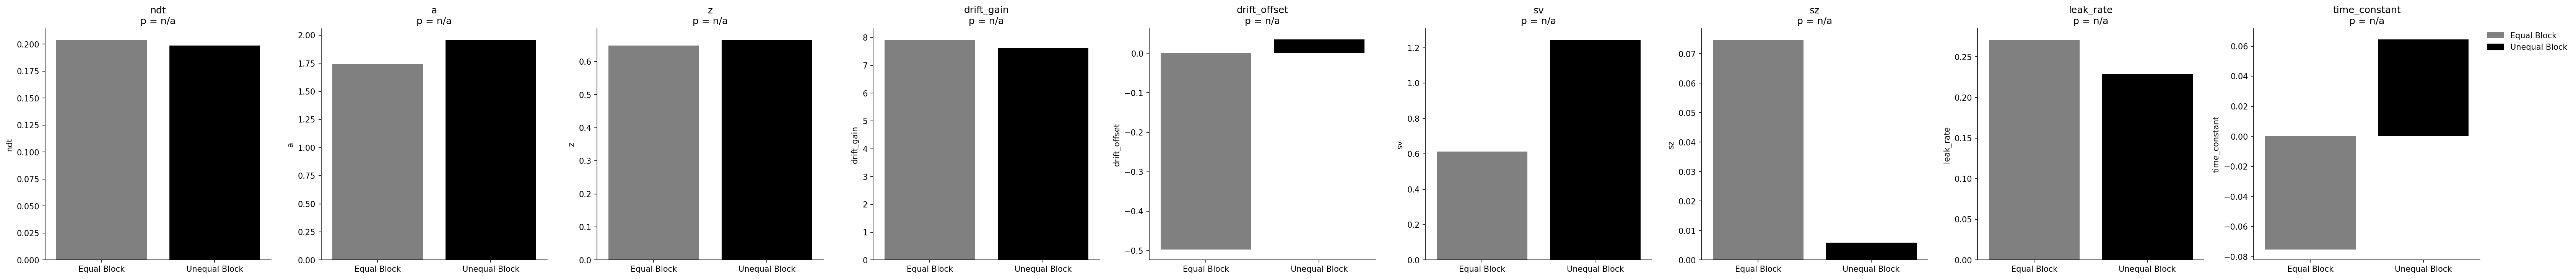 ndt
p = n/a
ndt
0.200
0.175
0.150
0.125
0.100
0.075
0.050
0.025
0.000
Equal Block
Unequal Block
a
p = n/a
a
2.00
1.75
1.50
1.25
1.00
0.75
0.50
0.25
0.00
Equal Block
Unequal Block
z
p = n/a
z
0.6
0.5
0.4
0.3
0.2
0.1
0.0
Equal Block
Unequal Block
drift_gain
p = n/a
drift_gain
8
7
6
5
4
3
2
1
0
Equal Block
Unequal Block
drift_offset
p = n/a
drift_offset
0.0
−0.1
−0.2
−0.3
−0.4
−0.5
Equal Block
Unequal Block
sv
p = n/a
sv
1.2
1.0
0.8
0.6
0.4
0.2
0.0
Equal Block
Unequal Block
sz
p = n/a
sz
0.07
0.06
0.05
0.04
0.03
0.02
0.01
0.00
Equal Block
Unequal Block
leak_rate
p = n/a
leak_rate
0.25
0.20
0.15
0.10
0.05
0.00
Equal Block
Unequal Block
time_constant
p = n/a
time_constant
0.06
0.04
0.02
0.00
−0.02
−0.04
−0.06
−0.08
Equal Block
Unequal Block
Equal Block
Unequal Block